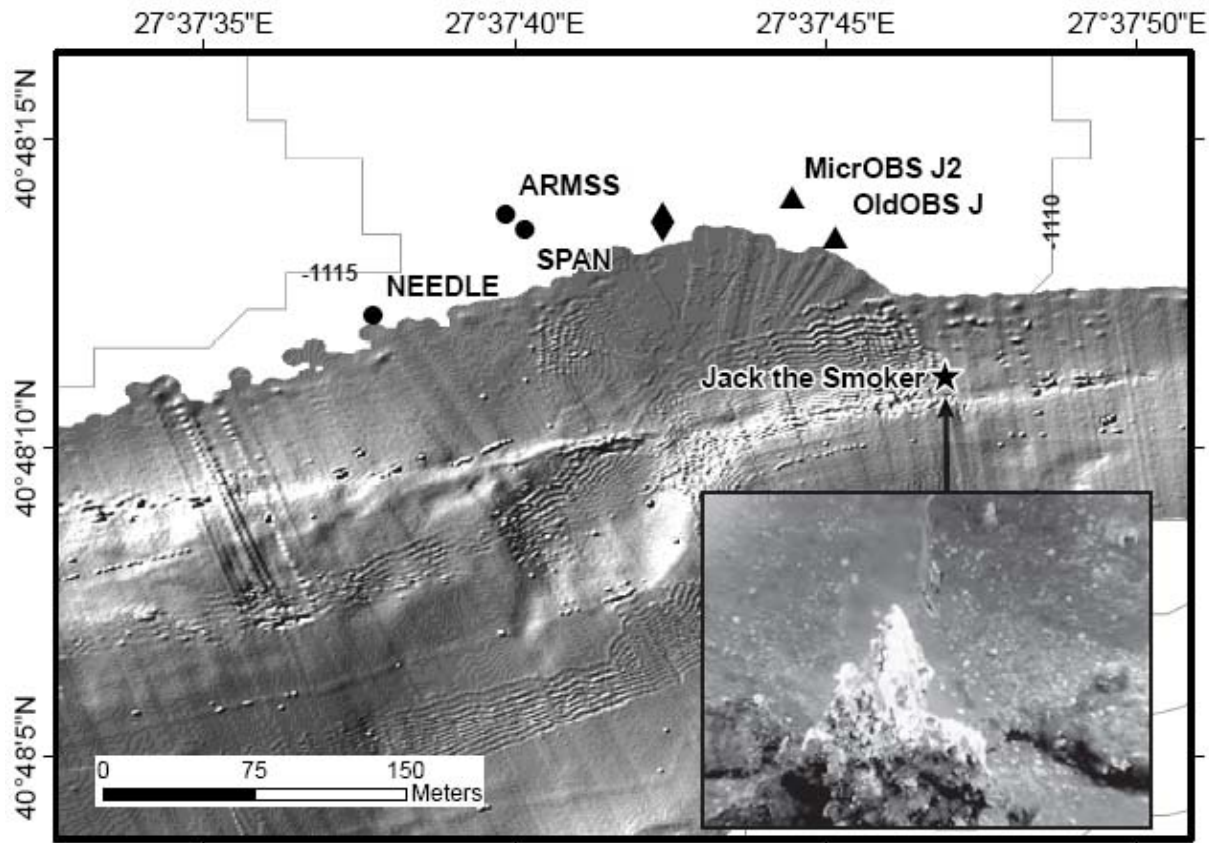 27°37'35"E
27°37'40"E
27°37'45"E
27°37'50"E
40°48'15"N
40°48'10"N
40°48'5"N
ARMSS
SPAN
NEEDLE
-1115
MicrOBS J2
OldOBS J
-1110
Jack the Smoker
0
75
150
Meters